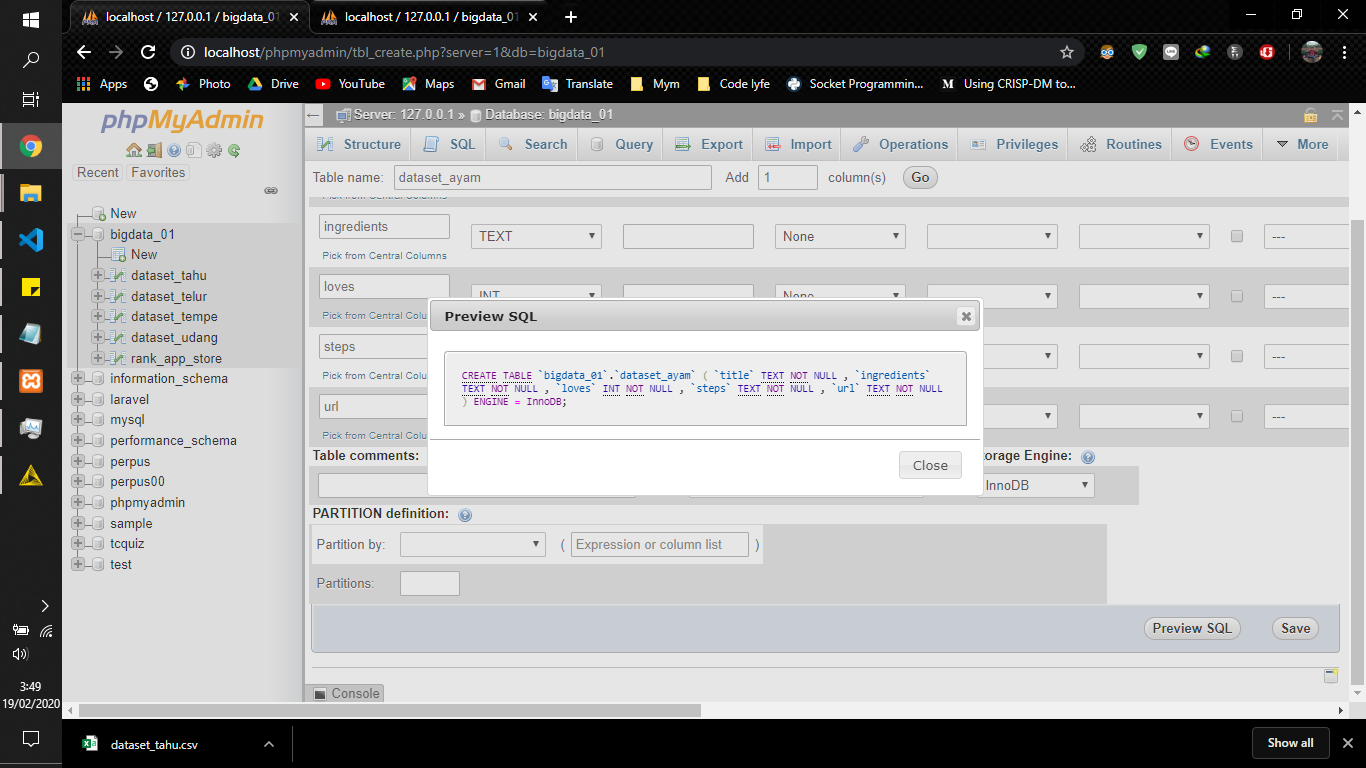 localhost / 127.0.0.1 / bigdata_01
localhost / 127.0.0.1 / bigdata_01
localhost/phpmyadmin/tbl_create.php?server=1&db=bigdata_01
Apps
Photo
Drive
YouTube
Maps
Gmail
Translate
Mym
Code lyfe
Socket Programmin...
Using CRISP-DM to...
phpMyAdmin
Recent
Favorites
New
bigdata_01
New
dataset_tahu
dataset_telur
dataset_tempe
dataset_udang
rank_app_store
information_schema
laravel
mysql
performance_schema
perpus
perpus00
phpmyadmin
sample
tcquiz
test
Server: 127.0.0.1 » Database: bigdata_01
Structure
SQL
Search
Query
Export
Import
Operations
Privileges
Routines
Events
More
Table name: dataset_ayam Add 1 column(s) Go
Pick from Central Columns
ingredients TEXT None ---
Pick from Central Columns
loves INT None ---
Pick from Central Colu
steps ---
Pick from Central Colu
url ---
Pick from Central Colu
Preview SQL
CREATE TABLE `bigdata_01`.`dataset_ayam` ( `title` TEXT NOT NULL , `ingredients`
TEXT NOT NULL , `loves` INT NOT NULL , `steps` TEXT NOT NULL , `url` TEXT NOT NULL
) ENGINE = InnoDB;
Close
Table comments: torage Engine:
InnoDB
PARTITION definition:
Partition by: ( Expression or column list )
Partitions:
Preview SQL Save
Console
3:49
19/02/2020
dataset_tahu.csv
Show all